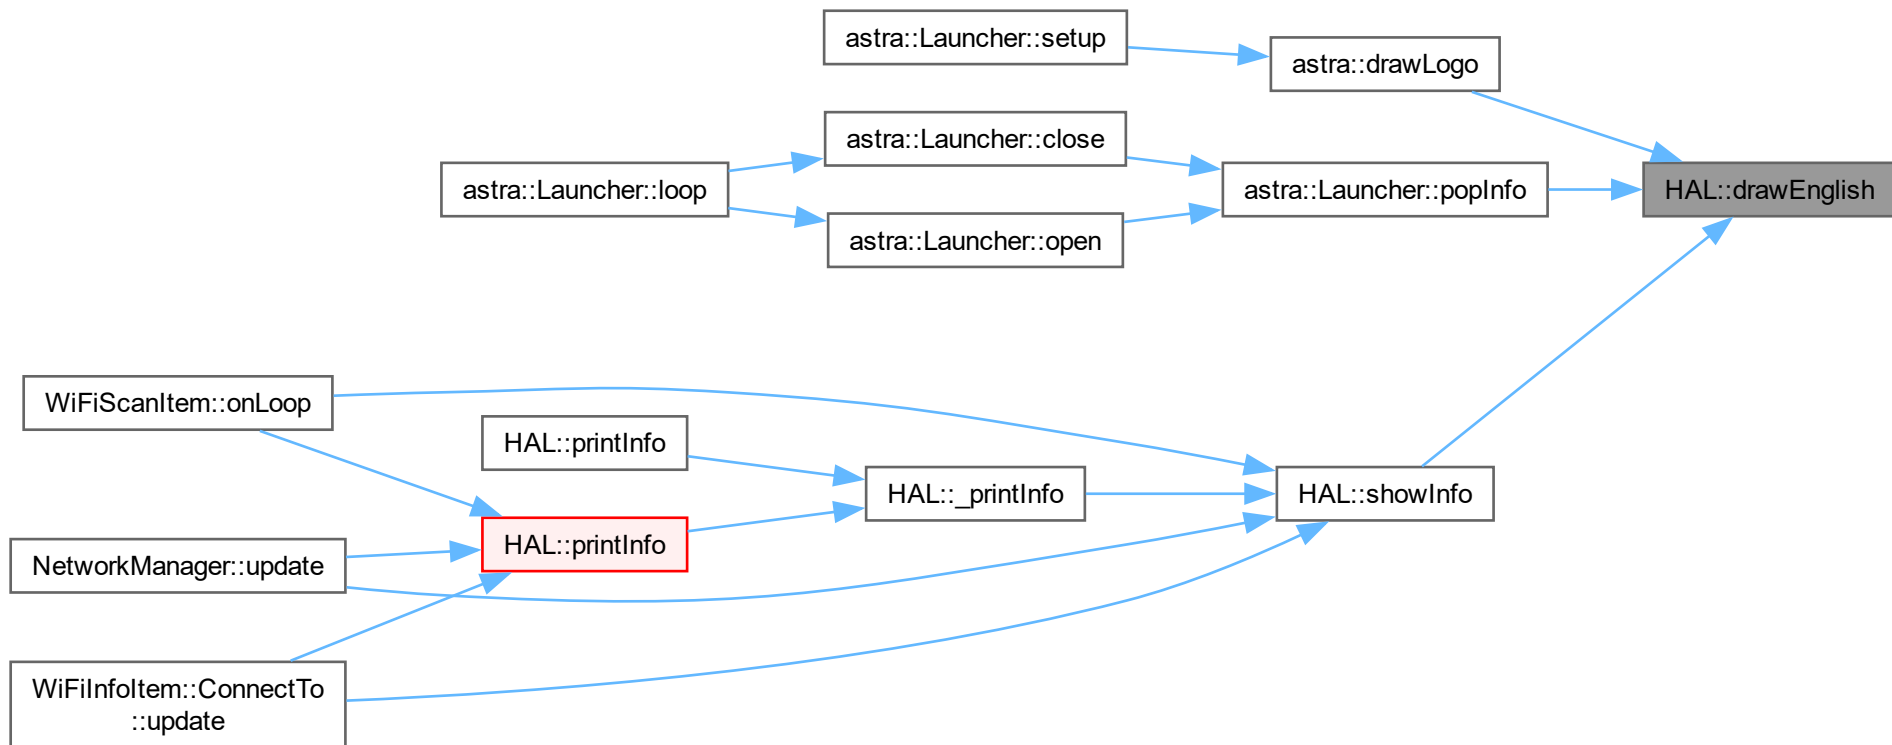 astra::Launcher::setup
astra::drawLogo
astra::Launcher::close
astra::Launcher::loop
astra::Launcher::popInfo
HAL::drawEnglish
astra::Launcher::open
WiFiScanItem::onLoop
HAL::printInfo
HAL::_printInfo
HAL::showInfo
HAL::printInfo
NetworkManager::update
WiFiInfoItem::ConnectTo
::update